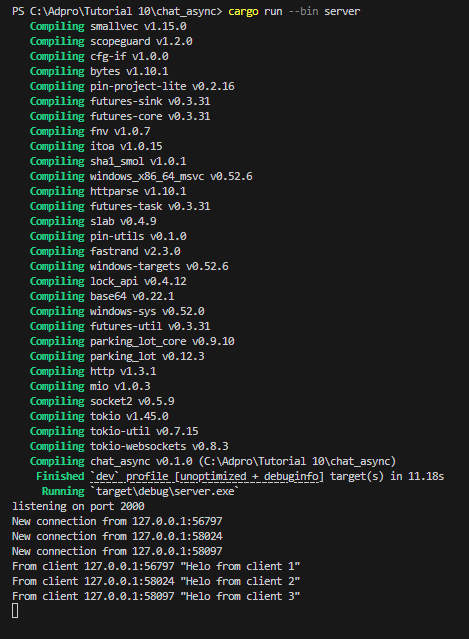 PS C:\Adpro\Tutorial 10\chat_async> cargo run --bin server
Compiling smallvec v1.15.0
Compiling scopeguard v1.2.0
Compiling cfg-if v1.0.0
Compiling bytes v1.10.1
Compiling pin-project-lite v0.2.16
Compiling futures-sink v0.3.31
Compiling futures-core v0.3.31
Compiling fnv v1.0.7
Compiling itoa v1.0.15
Compiling sha1_smol v1.0.1
Compiling windows_x86_64_msvc v0.52.6
Compiling httparse v1.10.1
Compiling futures-task v0.3.31
Compiling slab v0.4.9
Compiling pin-utils v0.1.0
Compiling fastrand v2.3.0
Compiling windows-targets v0.52.6
Compiling lock_api v0.4.12
Compiling base64 v0.22.1
Compiling windows-sys v0.52.0
Compiling futures-util v0.3.31
Compiling parking_lot_core v0.9.10
Compiling parking_lot v0.12.3
Compiling http v1.3.1
Compiling mio v1.0.3
Compiling socket2 v0.5.9
Compiling tokio v1.45.0
Compiling tokio-util v0.7.15
Compiling tokio-websockets v0.8.3
Compiling chat_async v0.1.0 (C:\Adpro\Tutorial 10\chat_async)
Finished `dev` profile [unoptimized + debuginfo] target(s) in 11.18s
Running `target\debug\server.exe`
listening on port 2000
New connection from 127.0.0.1:56797
New connection from 127.0.0.1:58024
New connection from 127.0.0.1:58097
From client 127.0.0.1:56797 "Helo from client 1"
From client 127.0.0.1:58024 "Helo from client 2"
From client 127.0.0.1:58097 "Helo from client 3"